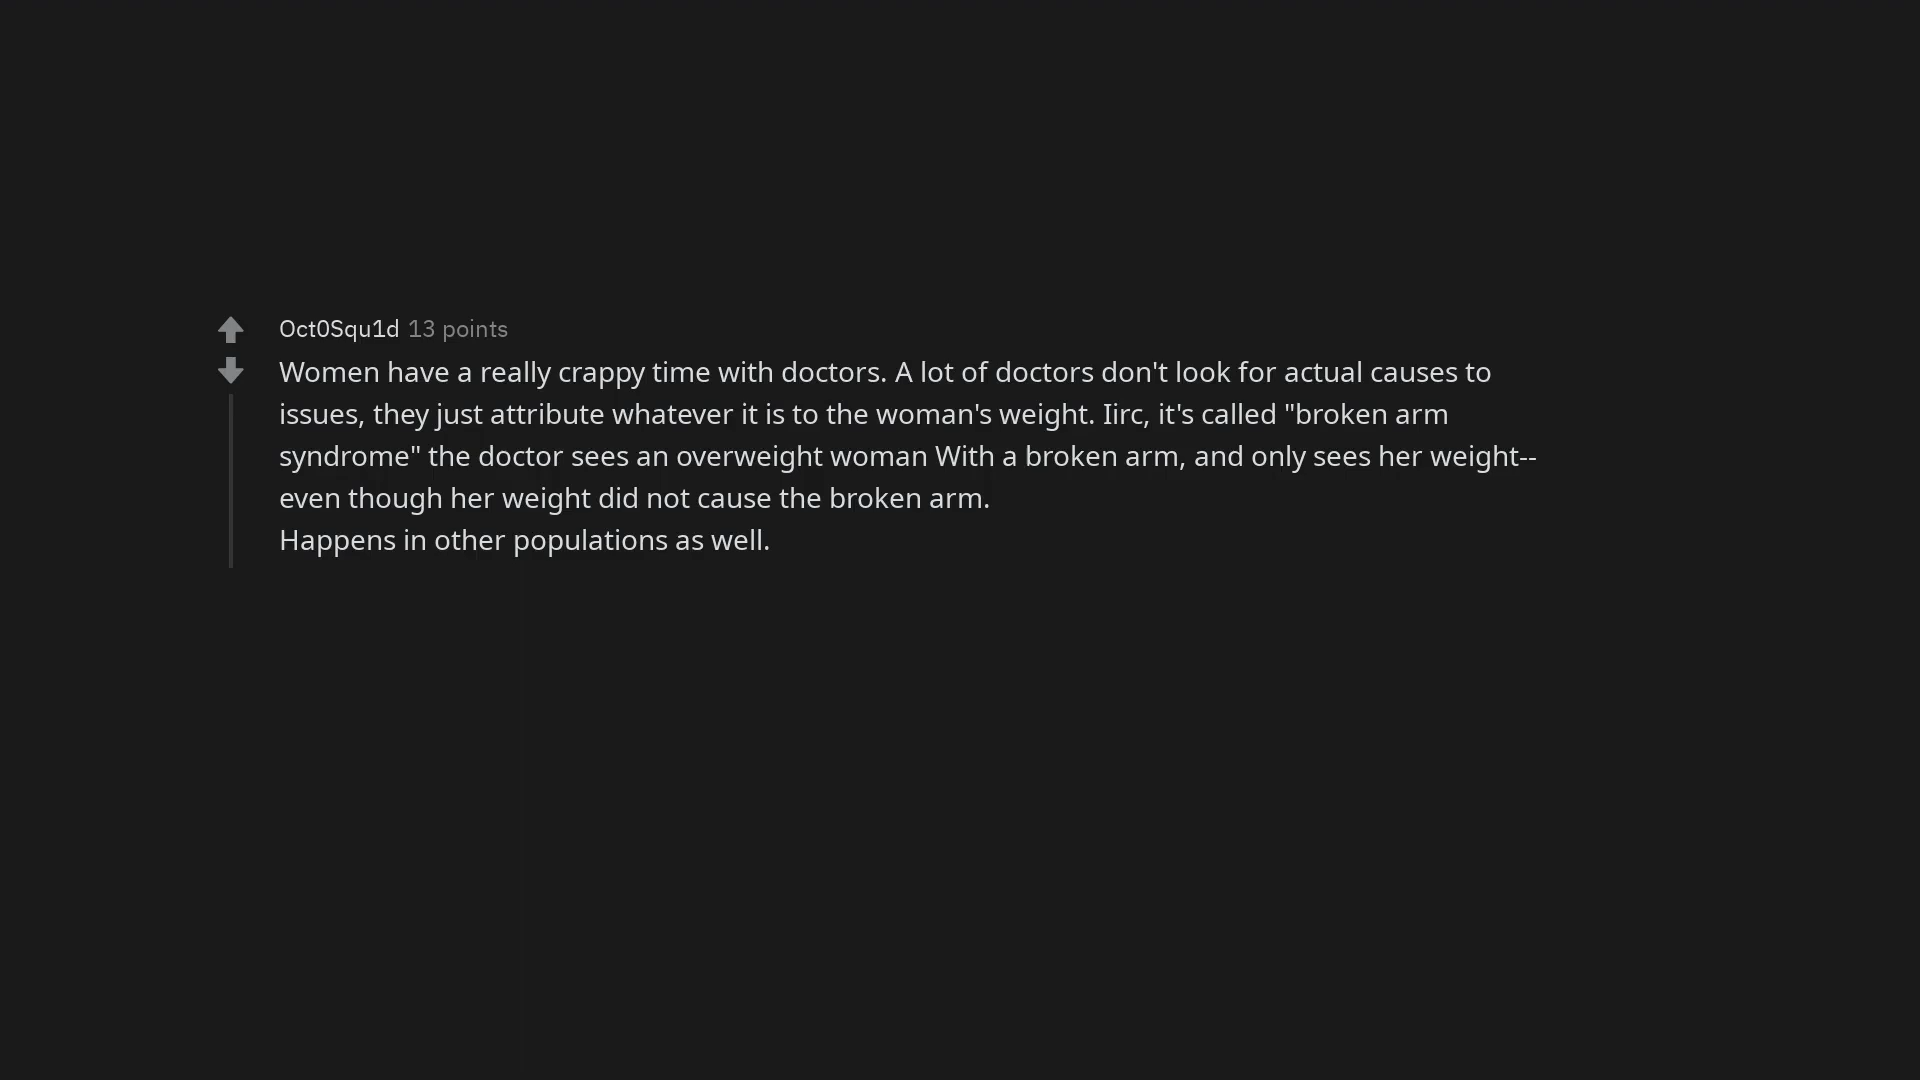 Oct0Squ1d 13 points
Women have a really crappy time with doctors. A lot of doctors don't look for actual causes to
issues, they just attribute whatever it is to the woman's weight. Iirc, it's called "broken arm
syndrome" the doctor sees an overweight woman With a broken arm, and only sees her weight--
even though her weight did not cause the broken arm.
Happens in other populations as well.